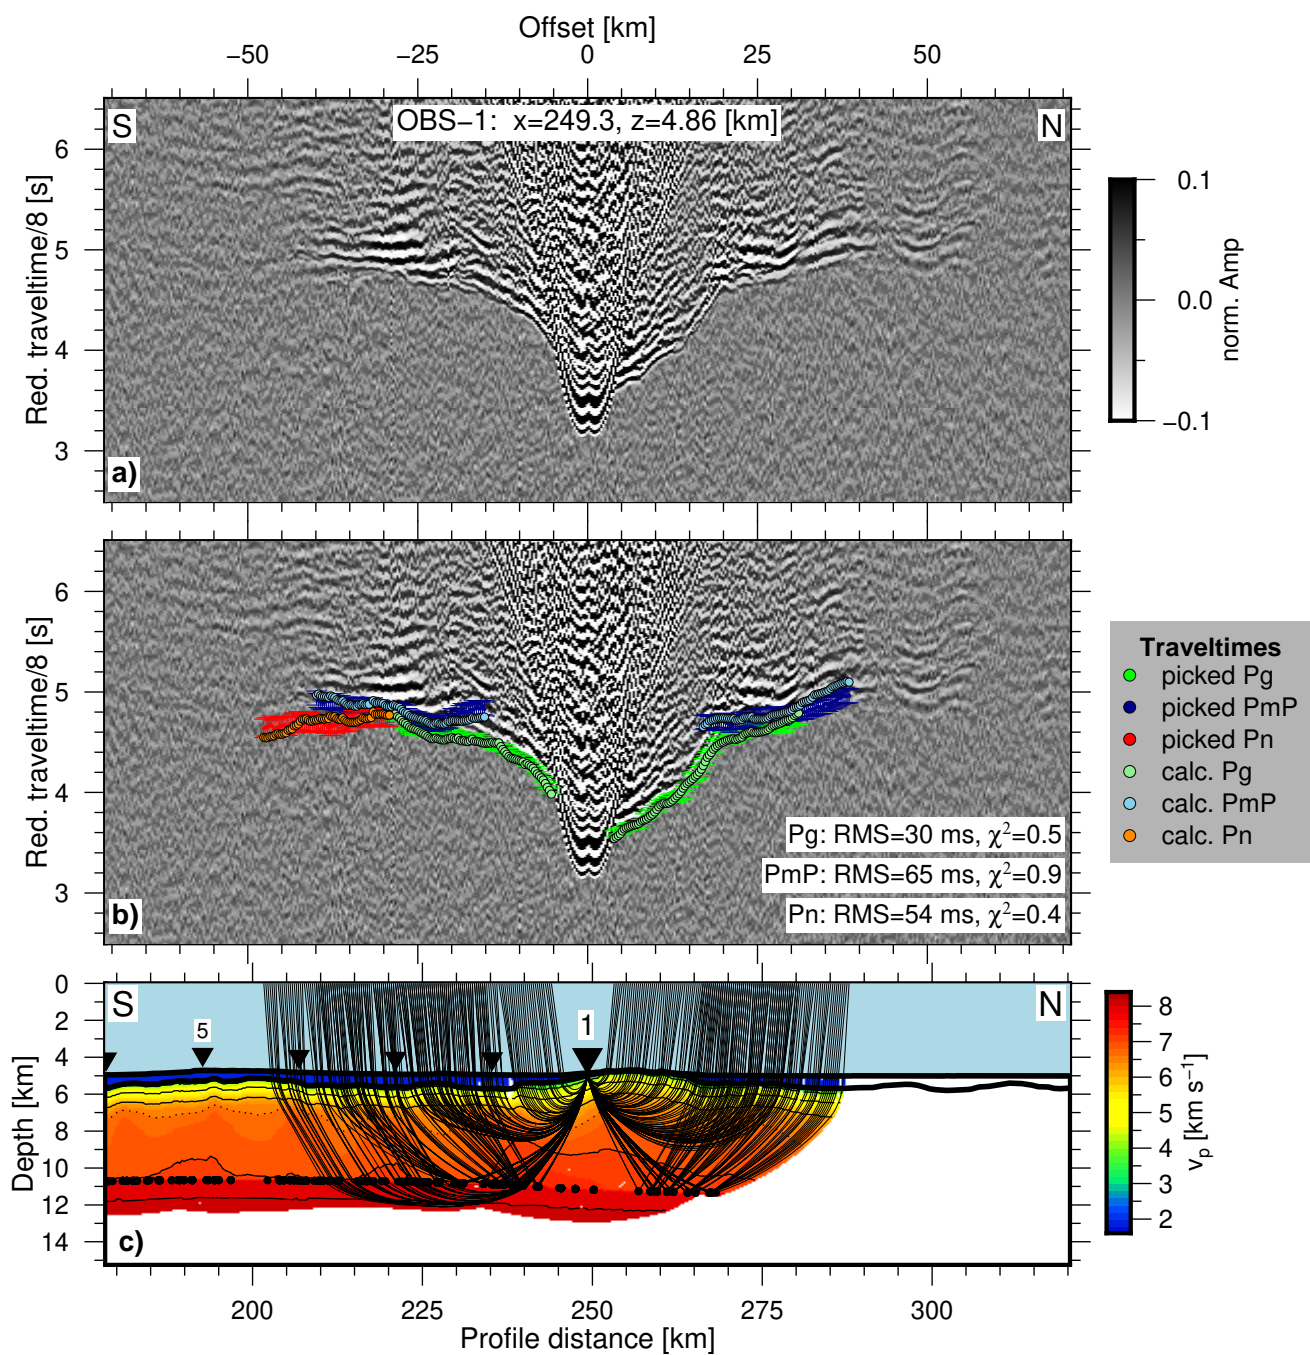 Offset [km]
−50 −25 0 25 50
S
OBS−1: x=249.3, z=4.86 [km]
N
6
5
4
3
Red. traveltime/8 [s]
a)
0.1
0.0
−0.1
norm. Amp
6
5
4
3
Red. traveltime/8 [s]
Pg: RMS=30 ms, χ²=0.5
PmP: RMS=65 ms, χ²=0.9
Pn: RMS=54 ms, χ²=0.4
b)
Traveltimes
picked Pg
picked PmP
picked Pn
calc. Pg
calc. PmP
calc. Pn
S
5
1
N
0
2
4
6
8
10
12
14
Depth [km]
c)
8
7
6
5
4
3
2
vₚ [km s⁻¹]
200 225 250 275 300
Profile distance [km]